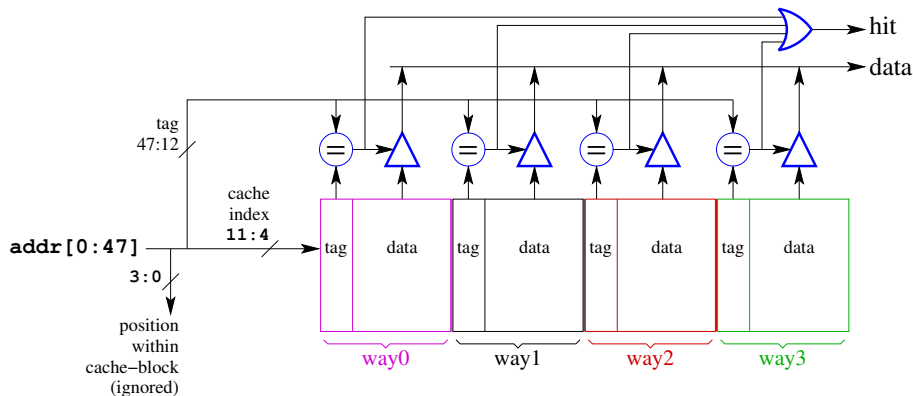 hit
data
tag
47:12
=
=
=
=
cache
index
11:4
addr[0:47]
3:0
tag
data
tag
data
tag
data
tag
data
position
within
cache−block
(ignored)
way0
way1
way2
way3